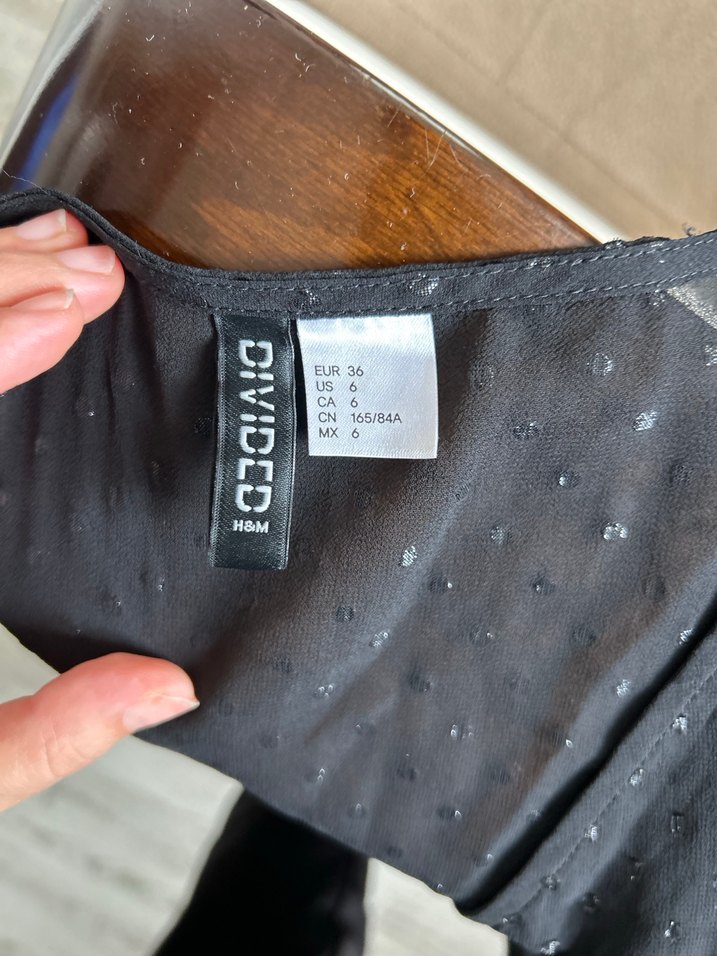 DIVIDED
H&M
EUR 36
US 6
CA 6
CN 165/84A
MX 6